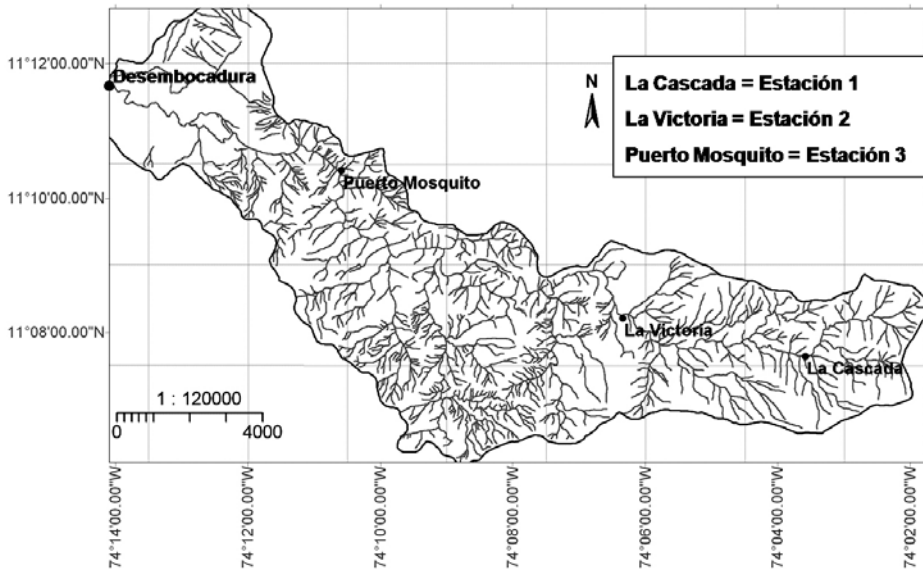 11°12'00.00"N
11°10'00.00"N
11°08'00.00"N
Desembocadura
N
La Cascada = Estación 1
La Victoria = Estación 2
Puerto Mosquito = Estación 3
Puerto Mosquito
La Victoria
La Cascada
1 : 120000
0 4000
74°14'00.00"W
74°12'00.00"W
74°10'00.00"W
74°08'00.00"W
74°06'00.00"W
74°04'00.00"W
74°02'00.00"W